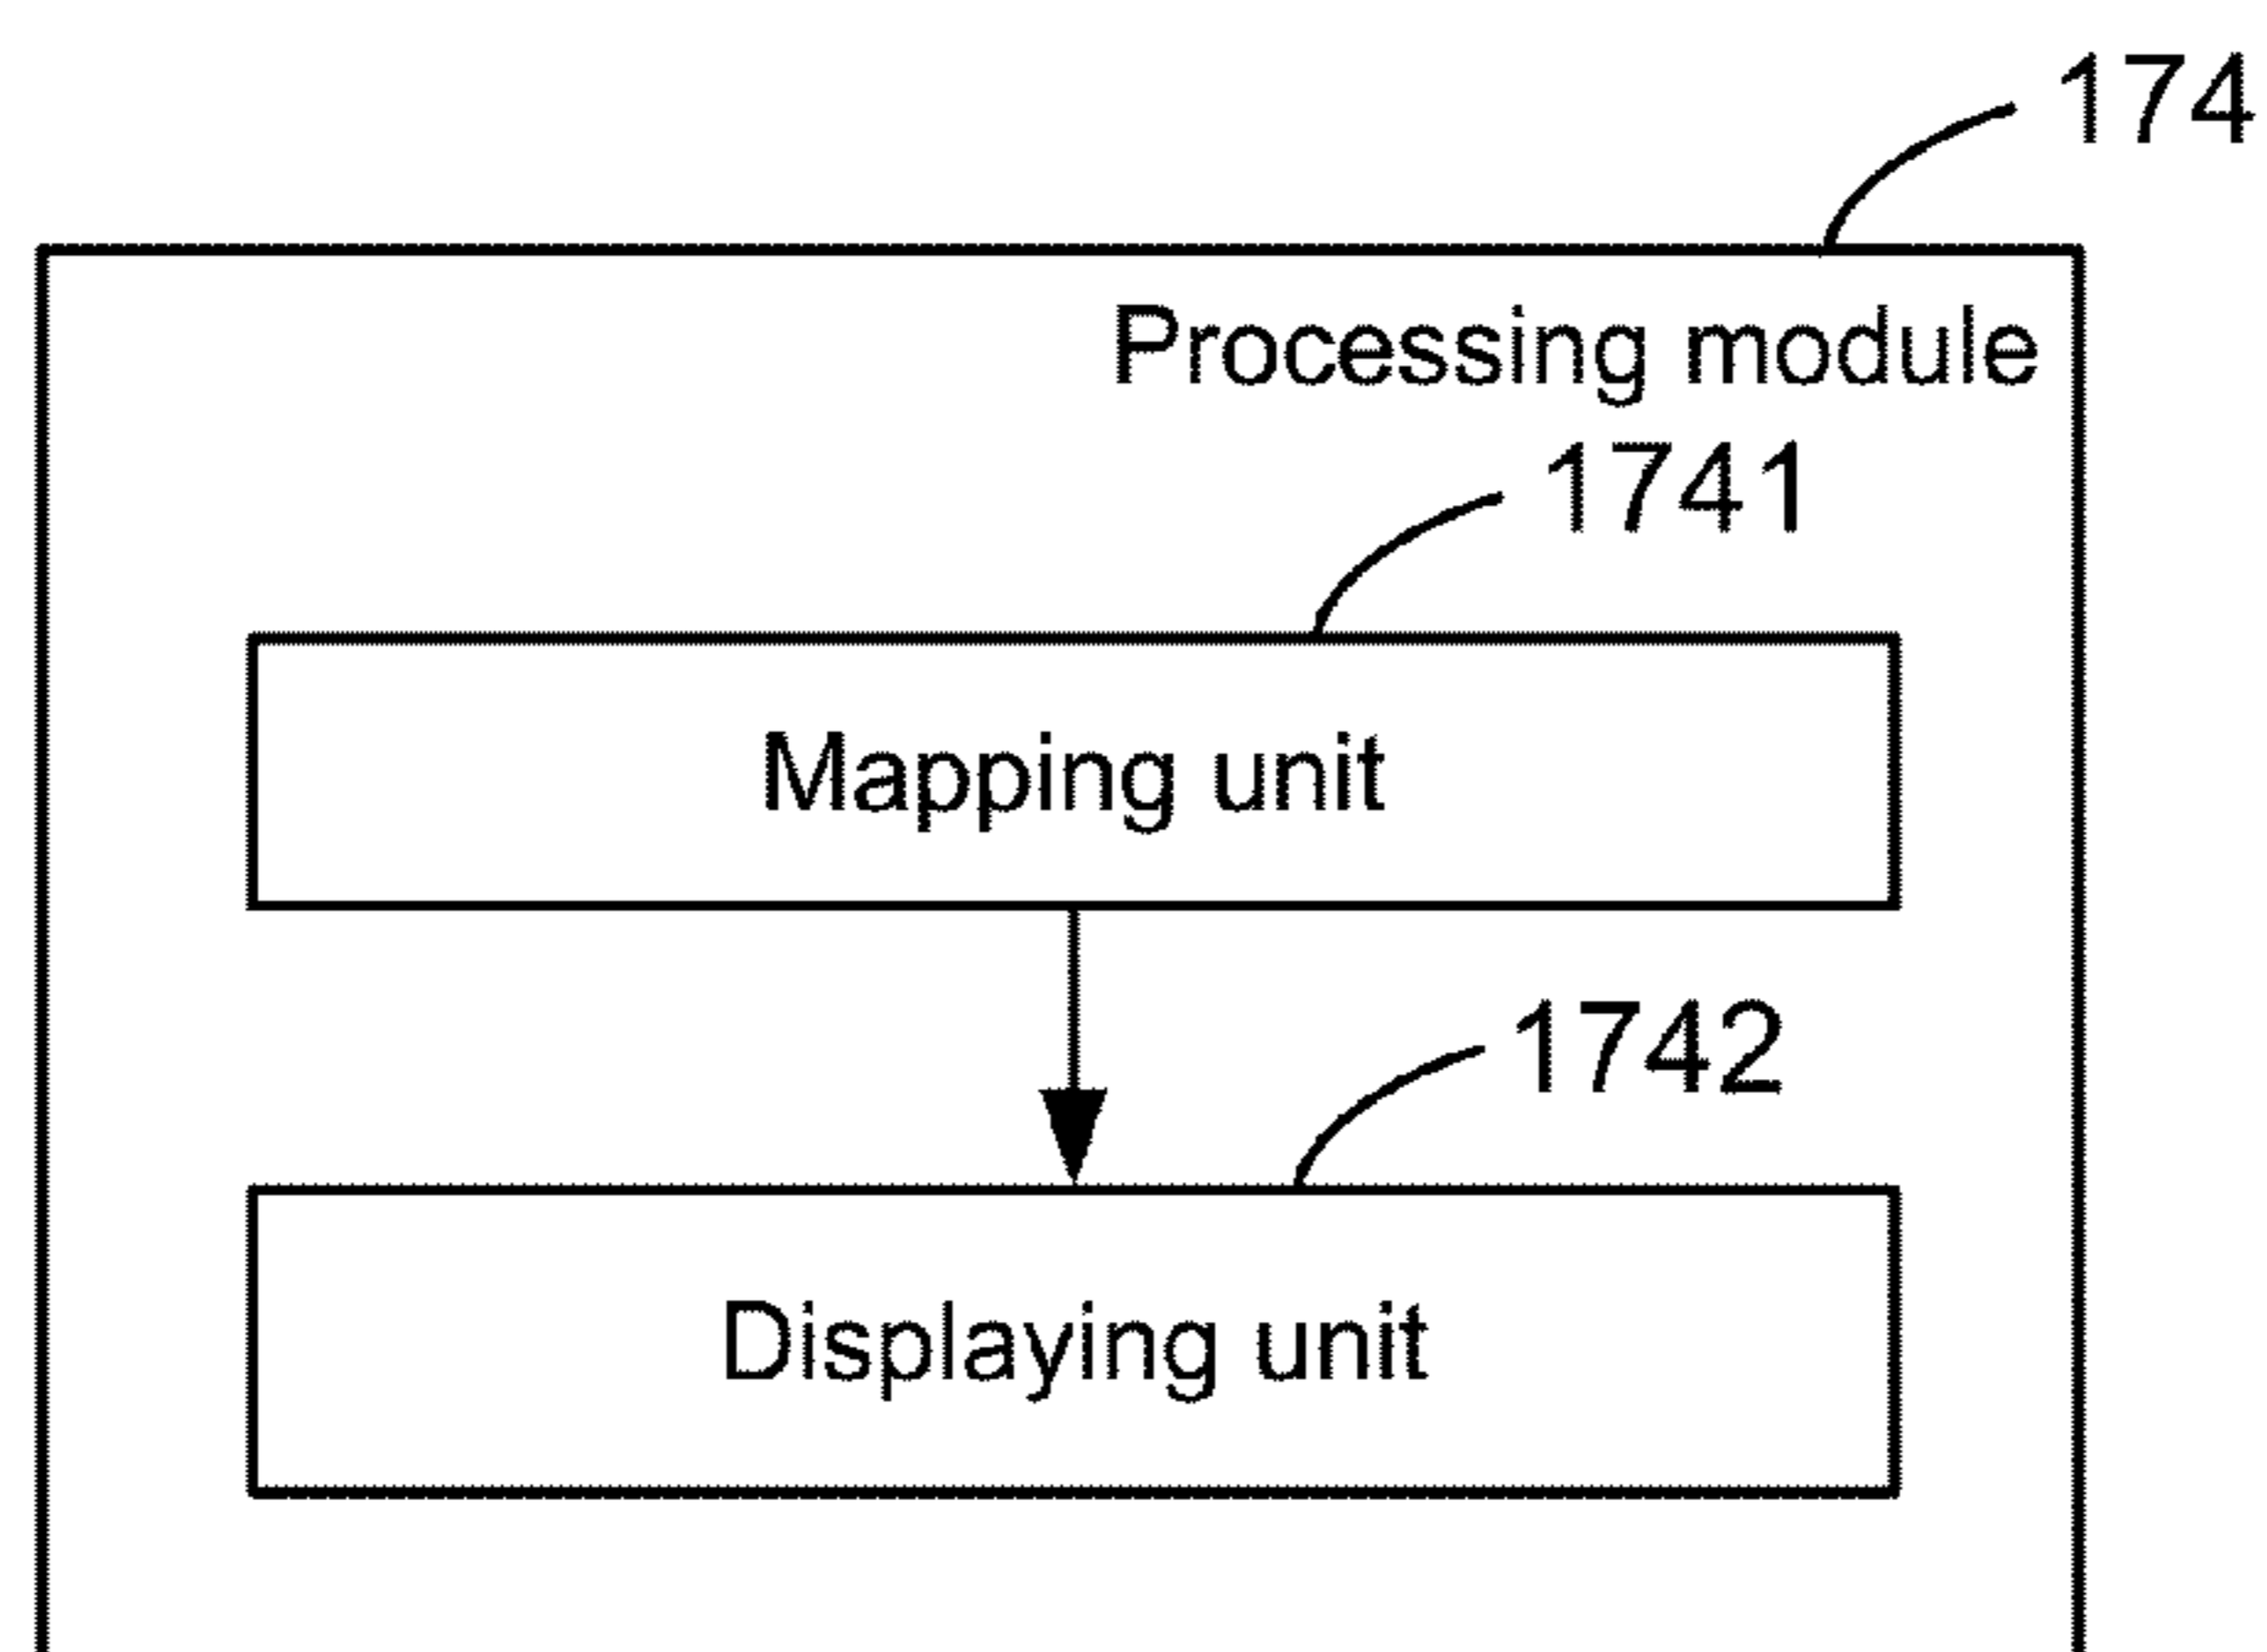 174
Processing module
1741
Mapping unit
1742
Displaying unit